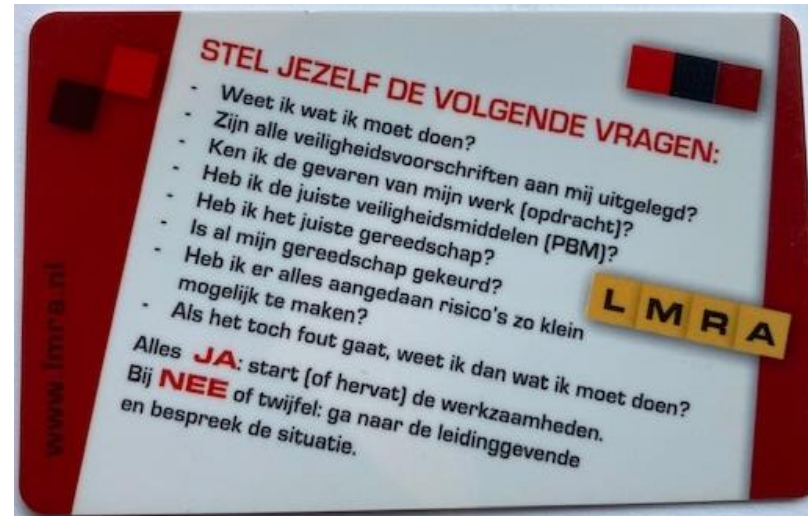 STEL JEZELF DE VOLGENDE VRAGEN:
- Weet ik wat ik moet doen?
- Zijn alle veiligheidsvoorschriften aan mij uitgelegd?
- Ken ik de gevaren van mijn werk (opdracht)?
- Heb ik de juiste veiligheidsmiddelen (PBM)?
- Heb ik het juiste gereedschap?
- Is al mijn gereedschap gekeurd?
- Heb ik er alles aangedaan risico's zo klein
mogelijk te maken?
- Als het toch fout gaat, weet ik dan wat ik moet doen?
Alles JA: start (of hervat) de werkzaamheden.
Bij NEE of twijfel: ga naar de leidinggevende
en bespreek de situatie.
LMRA
www.lmra.nl